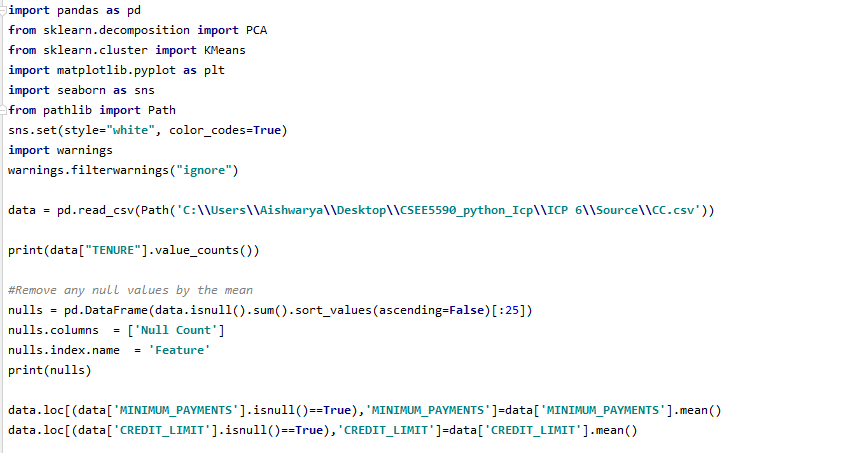 import pandas as pd
from sklearn.decomposition import PCA
from sklearn.cluster import KMeans
import matplotlib.pyplot as plt
import seaborn as sns
from pathlib import Path
sns.set(style="white", color_codes=True)
import warnings
warnings.filterwarnings("ignore")
data = pd.read_csv(Path('C:\\Users\\Aishwarya\\Desktop\\CSEE5590_python_Icp\\ICP 6\\Source\\CC.csv'))
print(data["TENURE"].value_counts())
#Remove any null values by the mean
nulls = pd.DataFrame(data.isnull().sum().sort_values(ascending=False)[:25])
nulls.columns  = ['Null Count']
nulls.index.name  = 'Feature'
print(nulls)
data.loc[(data['MINIMUM_PAYMENTS'].isnull()==True),'MINIMUM_PAYMENTS']=data['MINIMUM_PAYMENTS'].mean()
data.loc[(data['CREDIT_LIMIT'].isnull()==True),'CREDIT_LIMIT']=data['CREDIT_LIMIT'].mean()